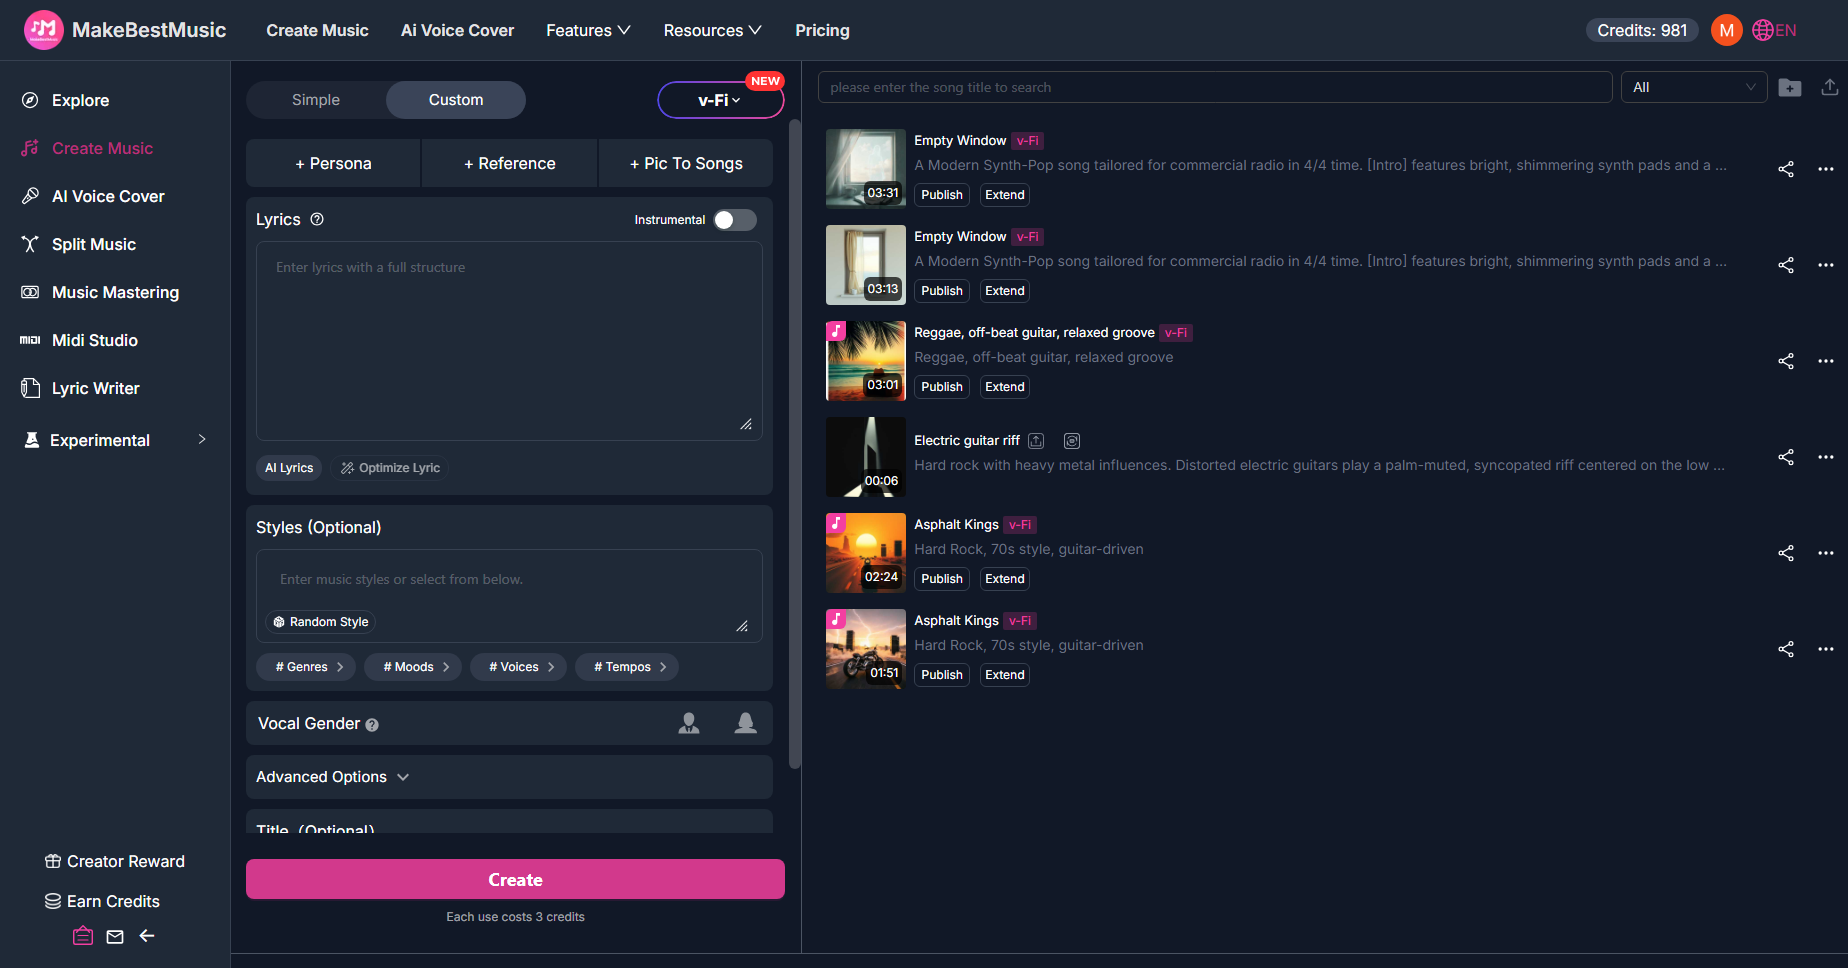 MakeBestMusic
Create Music
Ai Voice Cover
Features
Resources
Pricing
Credits: 981
M
EN
Explore
Create Music
AI Voice Cover
Split Music
Music Mastering
MIDI
Midi Studio
Lyric Writer
Experimental
Creator Reward
Earn Credits
Simple
Custom
v-Fi
NEW
+ Persona
+ Reference
+ Pic To Songs
Lyrics
Instrumental
Enter lyrics with a full structure
AI Lyrics
Optimize Lyric
Styles (Optional)
Enter music styles or select from below.
Random Style
# Genres
# Moods
# Voices
# Tempos
Vocal Gender
Advanced Options
Title (Optional)
Create
Each use costs 3 credits
please enter the song title to search
All
03:31
Empty Window v-Fi
A Modern Synth-Pop song tailored for commercial radio in 4/4 time. [Intro] features bright, shimmering synth pads and a ...
Publish
Extend
03:13
Empty Window v-Fi
A Modern Synth-Pop song tailored for commercial radio in 4/4 time. [Intro] features bright, shimmering synth pads and a ...
Publish
Extend
03:01
Reggae, off-beat guitar, relaxed groove v-Fi
Reggae, off-beat guitar, relaxed groove
Publish
Extend
00:06
Electric guitar riff
Hard rock with heavy metal influences. Distorted electric guitars play a palm-muted, syncopated riff centered on the low ...
02:24
Asphalt Kings v-Fi
Hard Rock, 70s style, guitar-driven
Publish
Extend
01:51
Asphalt Kings v-Fi
Hard Rock, 70s style, guitar-driven
Publish
Extend